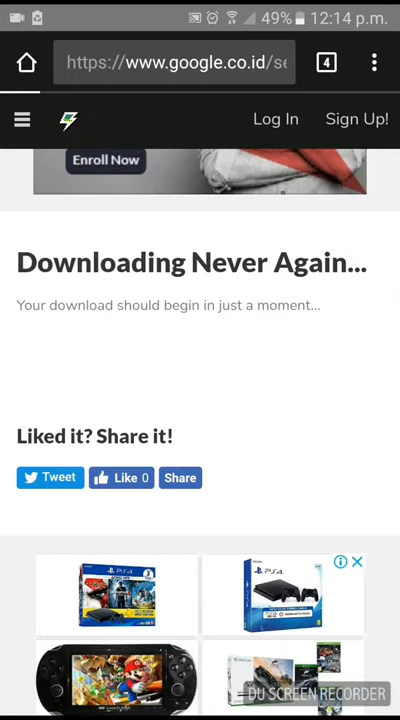 49% 12:14 p.m.
https://www.google.co.id/se
4
Log In Sign Up!
Enroll Now
Downloading Never Again...
Your download should begin in just a moment...
Liked it? Share it!
Tweet Like 0 Share
PS4
PS4
DU SCREEN RECORDER